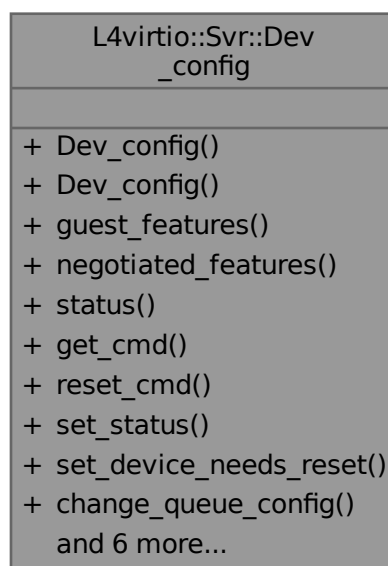 L4virtio::Svr::Dev
_config
+ Dev_config()
+ Dev_config()
+ guest_features()
+ negotiated_features()
+ status()
+ get_cmd()
+ reset_cmd()
+ set_status()
+ set_device_needs_reset()
+ change_queue_config()
and 6 more...